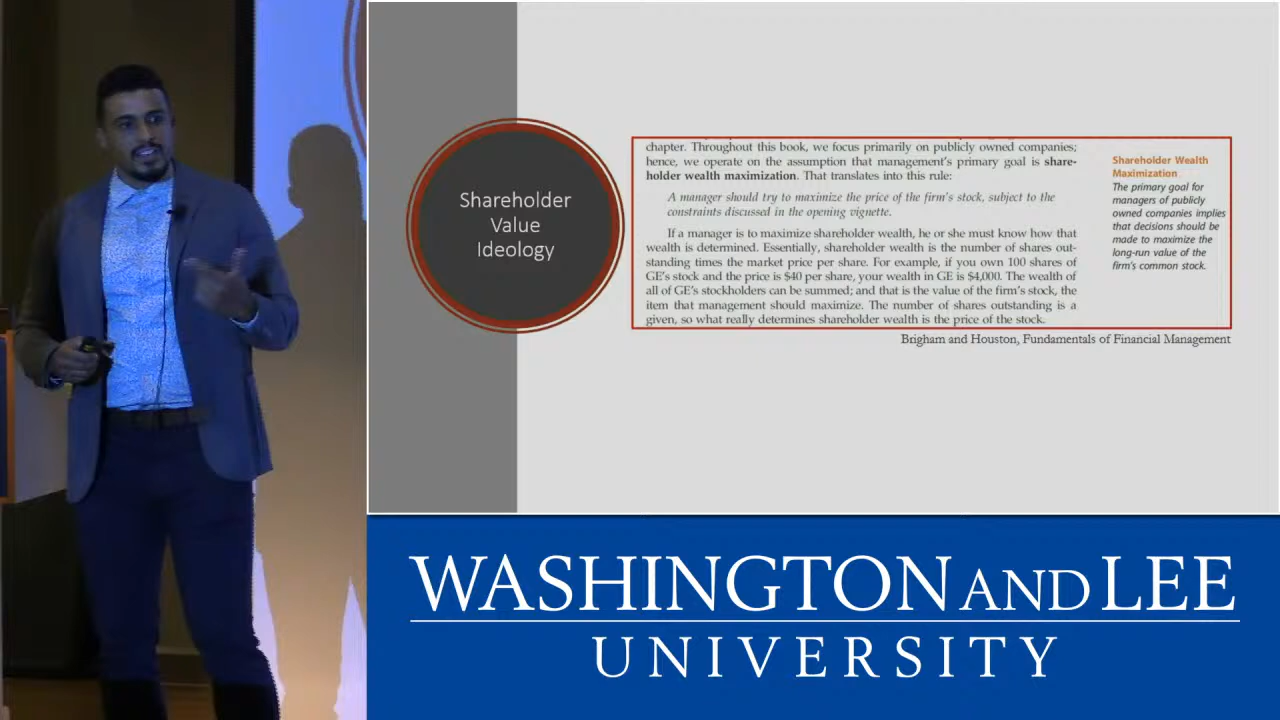 Shareholder
Value
Ideology
chapter. Throughout this book, we focus primarily on publicly owned companies;
hence, we operate on the assumption that management's primary goal is share-
holder wealth maximization. That translates into this rule:
A manager should try to maximize the price of the firm's stock, subject to the
constraints discussed in the opening vignette.
If a manager is to maximize shareholder wealth, he or she must know how that
wealth is determined. Essentially, shareholder wealth is the number of shares out-
standing times the market price per share. For example, if you own 100 shares of
GE's stock and the price is $40 per share, your wealth in GE is $4,000. The wealth of
all of GE's stockholders can be summed; and that is the value of the firm's stock, the
item that management should maximize. The number of shares outstanding is a
given, so what really determines shareholder wealth is the price of the stock.
Shareholder Wealth
Maximization
The primary goal for
managers of publicly
owned companies implies
that decisions should be
made to maximize the
long-run value of the
firm's common stock.
Brigham and Houston, Fundamentals of Financial Management
WASHINGTON AND LEE
UNIVERSITY